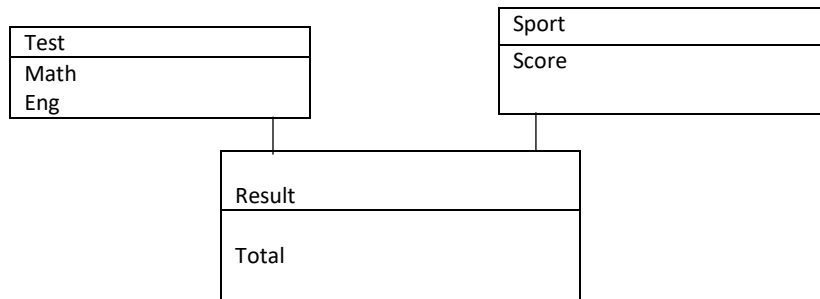 Test
Math
Eng
Sport
Score
Result
Total